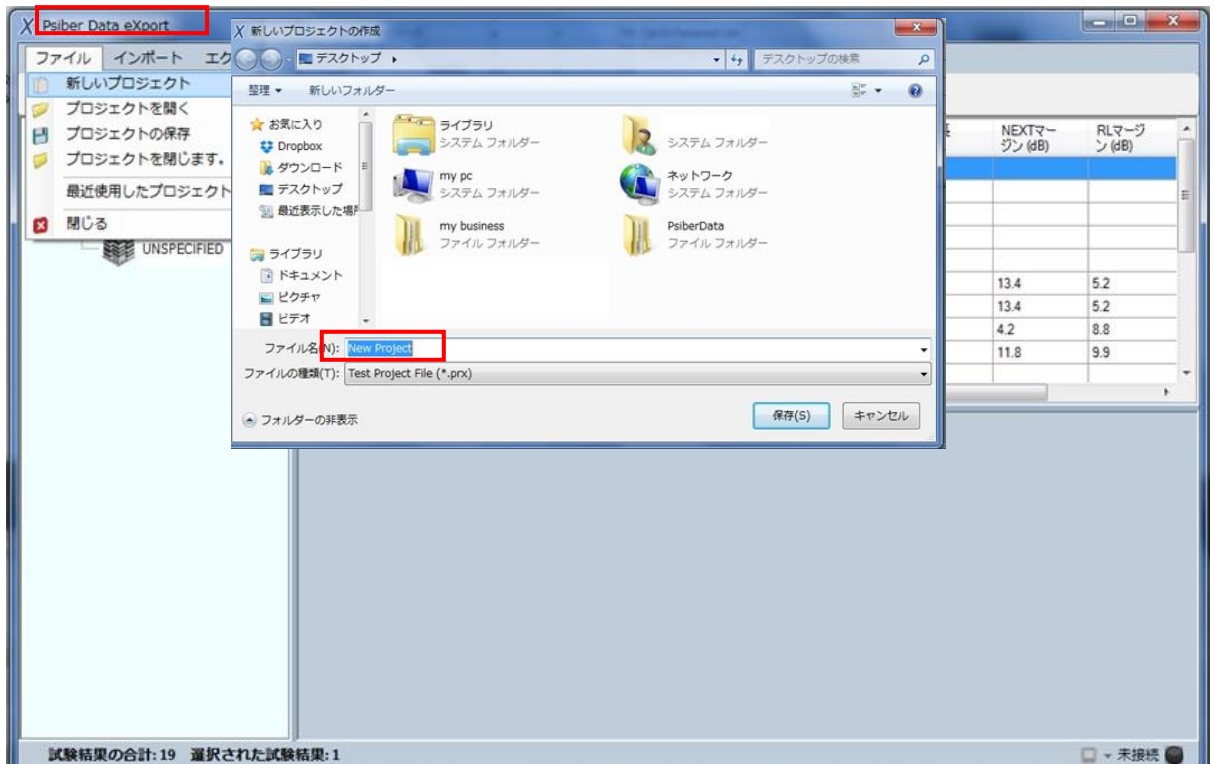 Psiber Data eXport
ファイル インポート エク
新しいプロジェクト
プロジェクトを開く
プロジェクトの保存
プロジェクトを閉じます。
最近使用したプロジェクト
閉じる
UNSPECIFIED
新しいプロジェクトの作成
デスクトップ
デスクトップの検索
整理 新しいフォルダー
お気に入り
Dropbox
ダウンロード
デスクトップ
最近表示した場所
ライブラリ
ドキュメント
ピクチャ
ビデオ
ライブラリ
システム フォルダー
システム フォルダー
my pc
システム フォルダー
ネットワーク
システム フォルダー
my business
ファイル フォルダー
PsiberData
ファイル フォルダー
ファイル名(N): New Project
ファイルの種類(T): Test Project File (*.prx)
フォルダーの非表示
保存(S) キャンセル
NEXTマー
ジン (dB)
RLマージ
ン (dB)
13.4 5.2
13.4 5.2
4.2 8.8
11.8 9.9
試験結果の合計: 19 選択された試験結果: 1
未接続